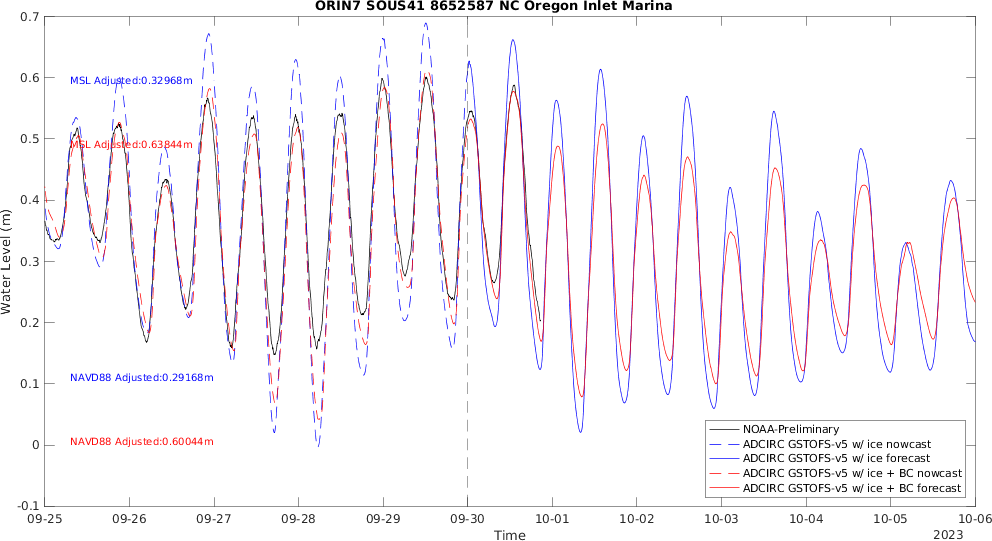 ORIN7 SOUS41 8652587 NC Oregon Inlet Marina
0.7
0.6
0.5
0.4
0.3
0.2
0.1
0
-0.1
Water Level (m)
MSL Adjusted:0.32968m
MSL Adjusted:0.63844m
NAVD88 Adjusted:0.29168m
NAVD88 Adjusted:0.60044m
NOAA-Preliminary
ADCIRC GSTOFS-v5 w/ ice nowcast
ADCIRC GSTOFS-v5 w/ ice forecast
ADCIRC GSTOFS-v5 w/ ice + BC nowcast
ADCIRC GSTOFS-v5 w/ ice + BC forecast
09-25 09-26 09-27 09-28 09-29 09-30 10-01 10-02 10-03 10-04 10-05 10-06
Time
2023